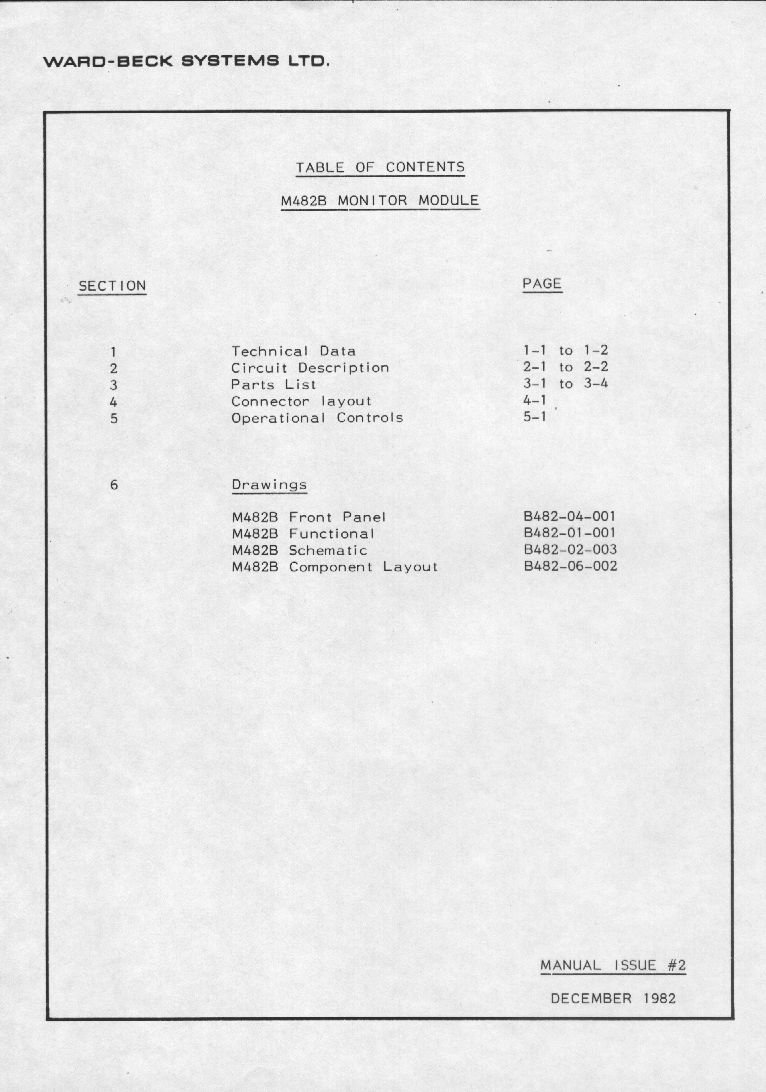 WARD-BECK SYSTEMS LTD.
TABLE OF CONTENTS
M482B MONITOR MODULE
SECTION PAGE
1 Technical Data 1-1 to 1-2
2 Circuit Description 2-1 to 2-2
3 Parts List 3-1 to 3-4
4 Connector layout 4-1
5 Operational Controls 5-1
6 Drawings
M482B Front Panel B482-04-001
M482B Functional B482-01-001
M482B Schematic B482-02-003
M482B Component Layout B482-06-002
MANUAL ISSUE #2
DECEMBER 1982